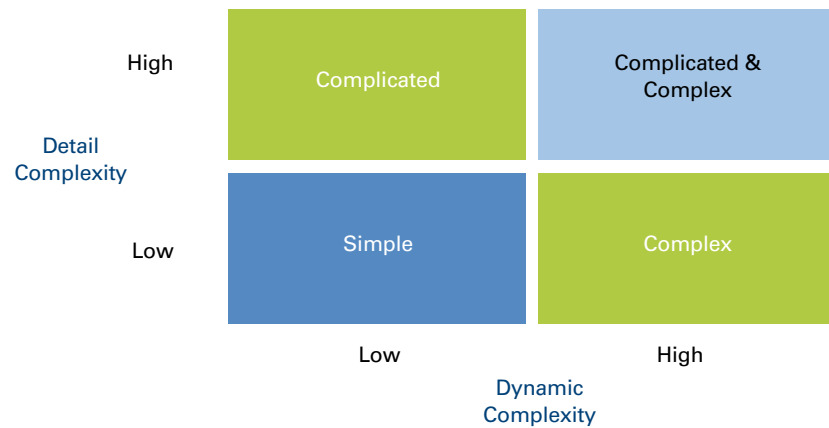 High
Complicated
Complicated &
Complex
Detail
Complexity
Low
Simple
Complex
Low
High
Dynamic
Complexity